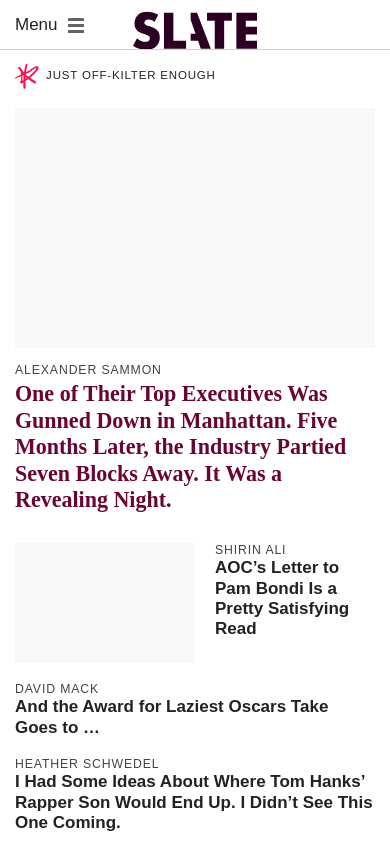 Menu
SLATE
JUST OFF-KILTER ENOUGH
ALEXANDER SAMMON
One of Their Top Executives Was
Gunned Down in Manhattan. Five
Months Later, the Industry Partied
Seven Blocks Away. It Was a
Revealing Night.
SHIRIN ALI
AOC’s Letter to
Pam Bondi Is a
Pretty Satisfying
Read
DAVID MACK
And the Award for Laziest Oscars Take
Goes to …
HEATHER SCHWEDEL
I Had Some Ideas About Where Tom Hanks’
Rapper Son Would End Up. I Didn’t See This
One Coming.